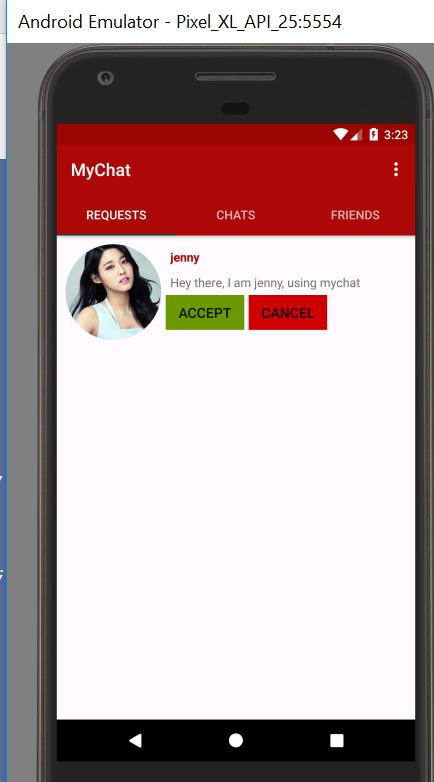 Android Emulator - Pixel_XL_API_25:5554
3:23
MyChat
REQUESTS CHATS FRIENDS
jenny
Hey there, I am jenny, using mychat
ACCEPT CANCEL